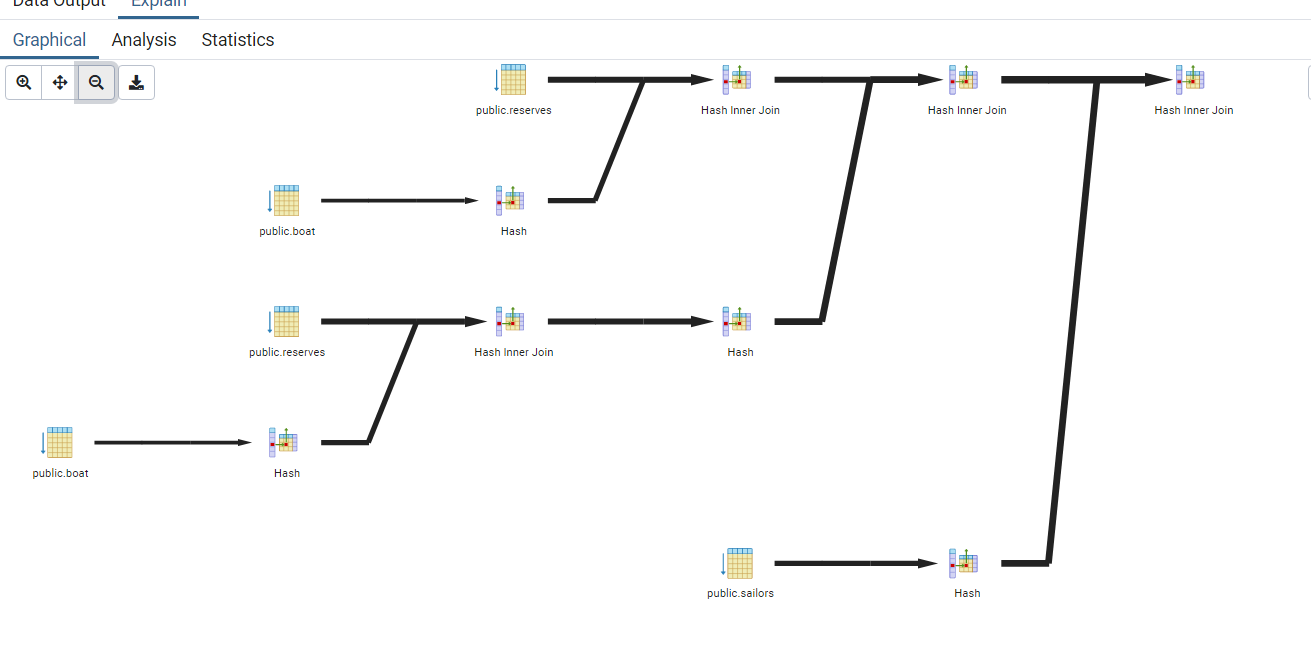 Data Output Explain
Graphical Analysis Statistics
public.reserves
Hash Inner Join
Hash Inner Join
Hash Inner Join
public.boat
Hash
public.reserves
Hash Inner Join
Hash
public.boat
Hash
public.sailors
Hash